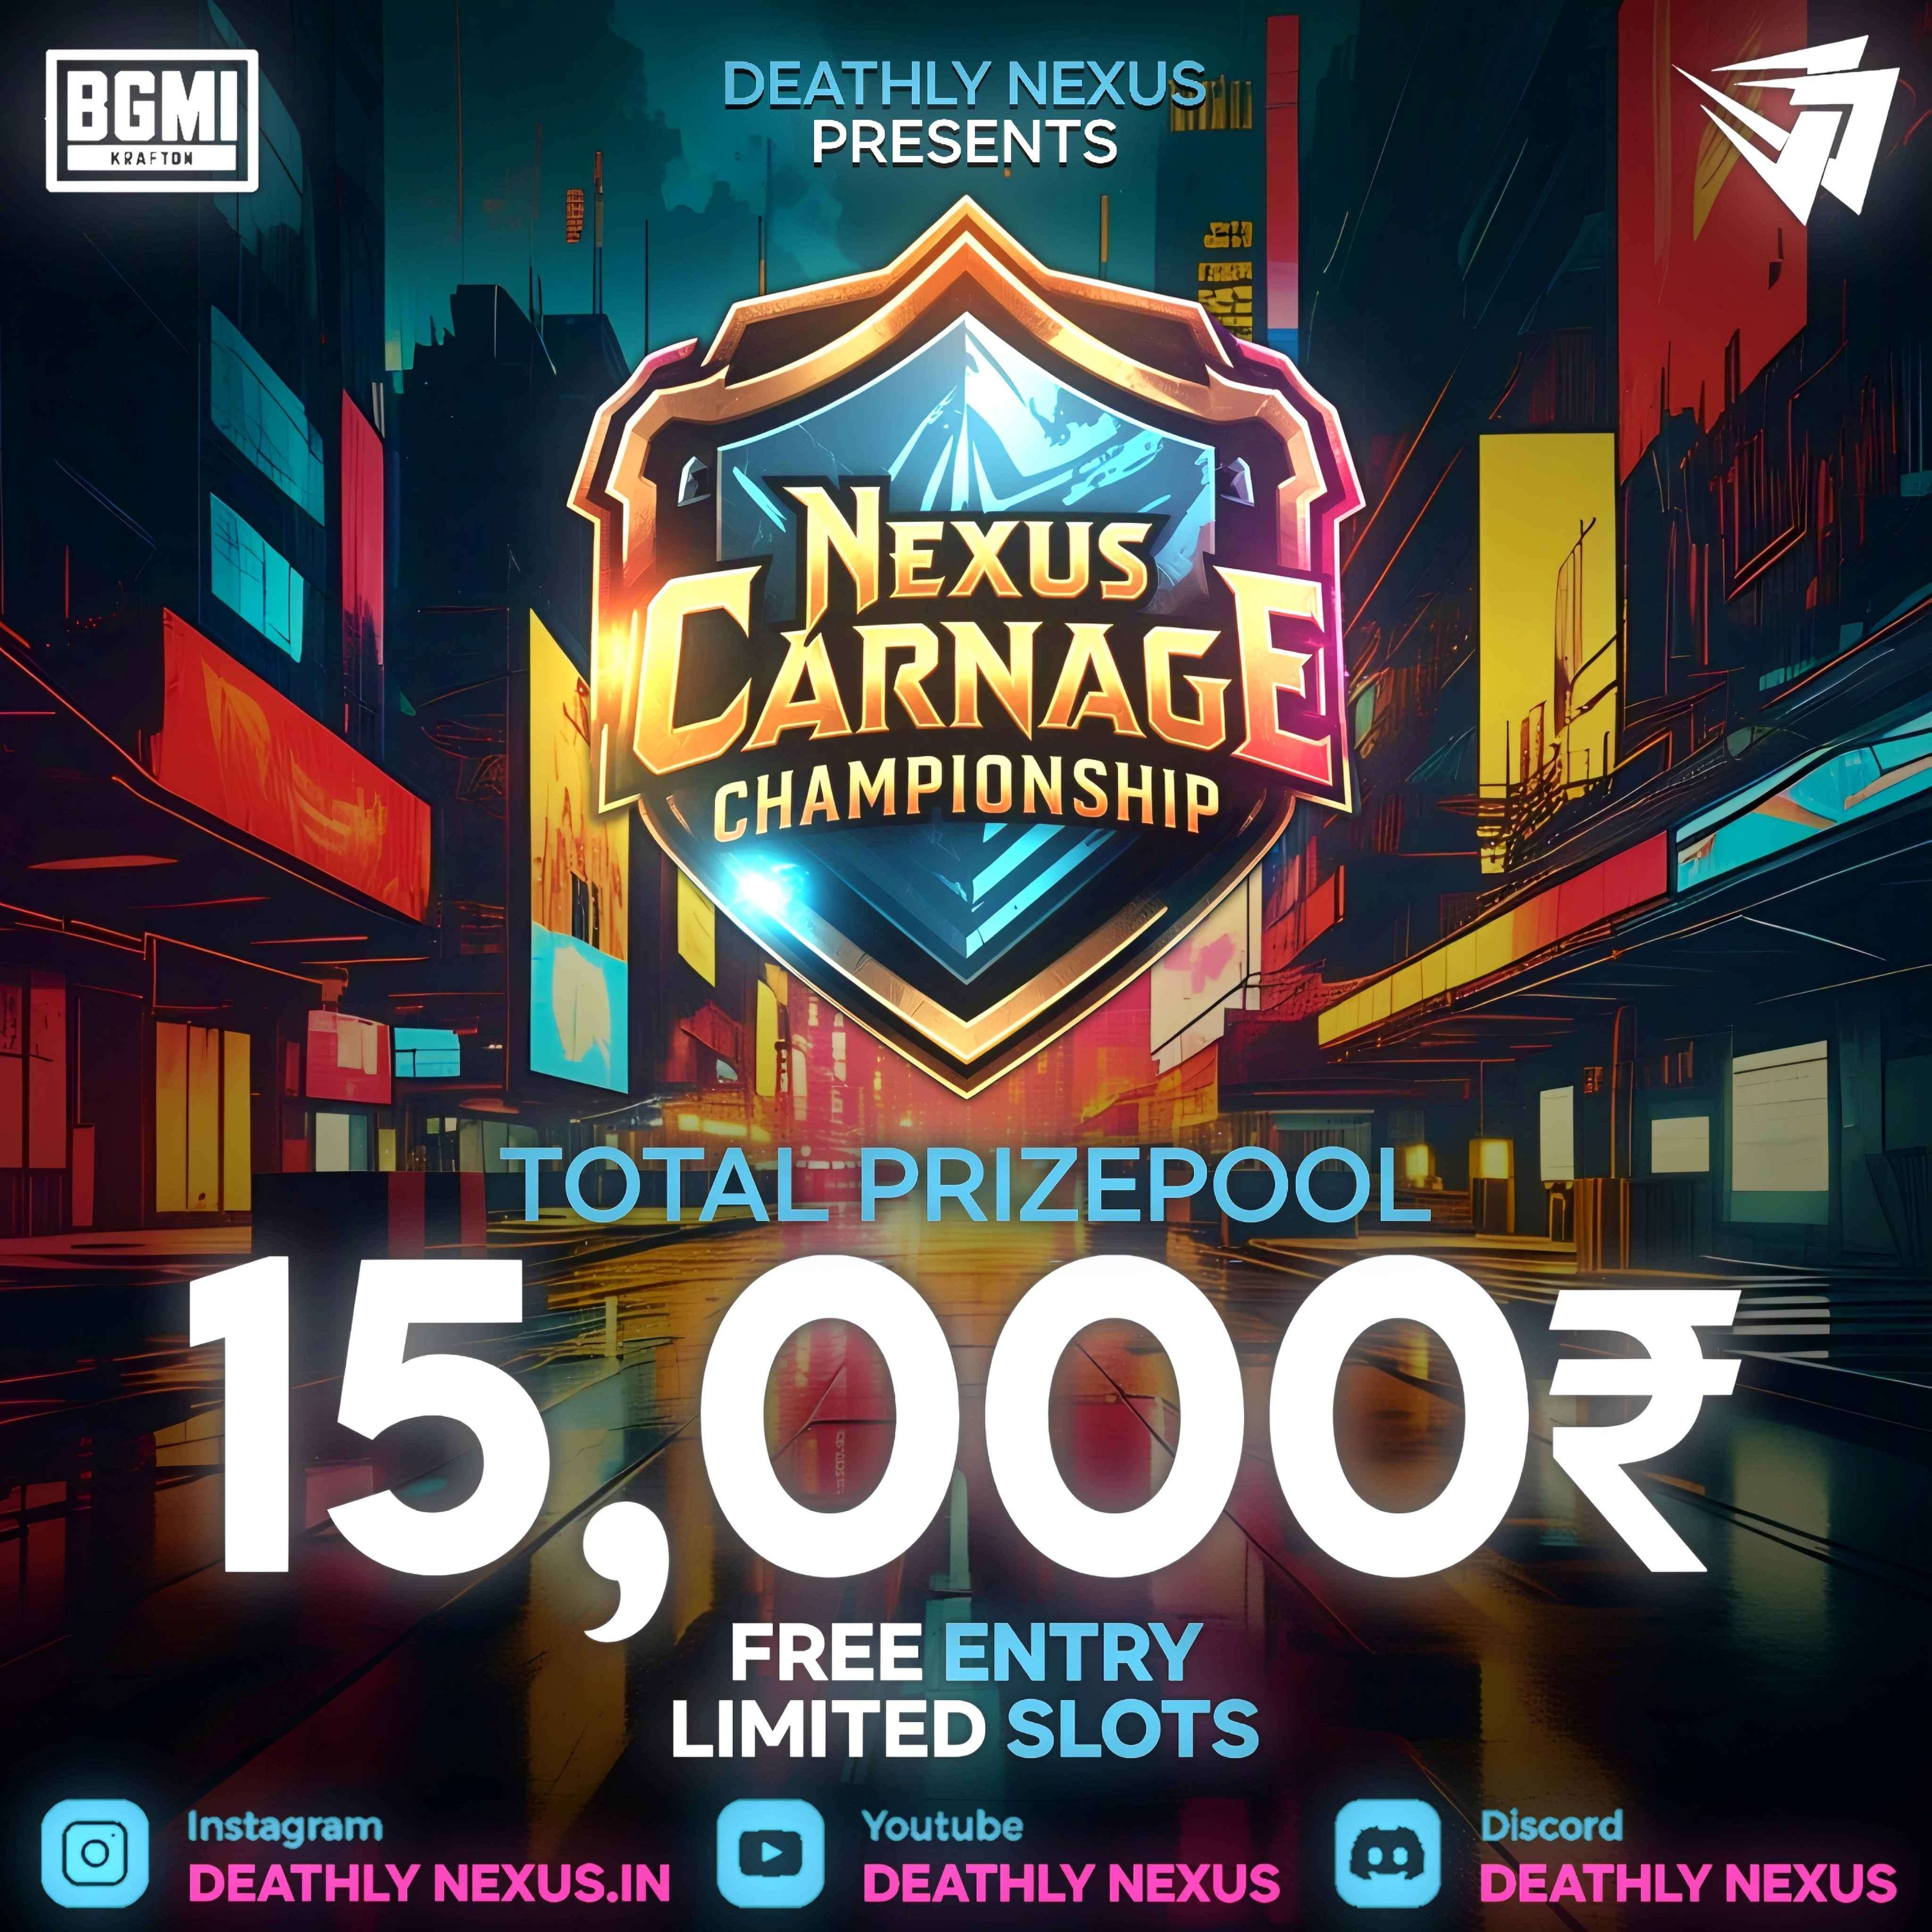 BGMI
KRAFTON
DEATHLY NEXUS
PRESENTS
NEXUS
CARNAGE
CHAMPIONSHIP
TOTAL PRIZEPOOL
15,000₹
FREE ENTRY
LIMITED SLOTS
Instagram
DEATHLY NEXUS.IN
Youtube
DEATHLY NEXUS
Discord
DEATHLY NEXUS